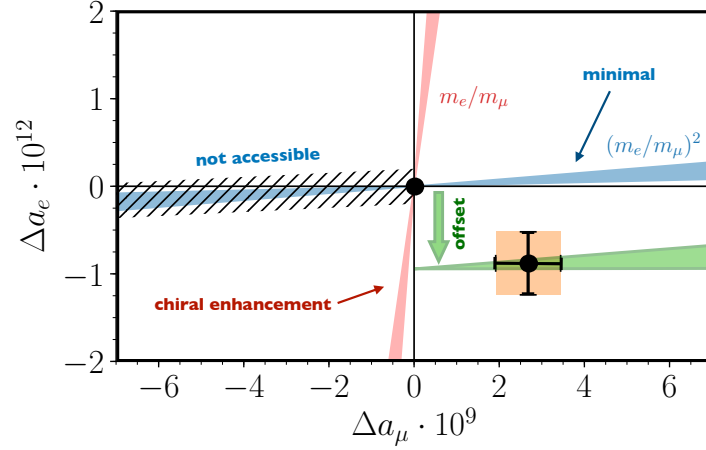 2
minimal
m_e/m_μ
1
not accessible
(m_e/m_μ)^2
Δa_e · 10^12
0
offset
−1
chiral enhancement
−2
−6
−4
−2
0
2
4
6
Δa_μ · 10^9